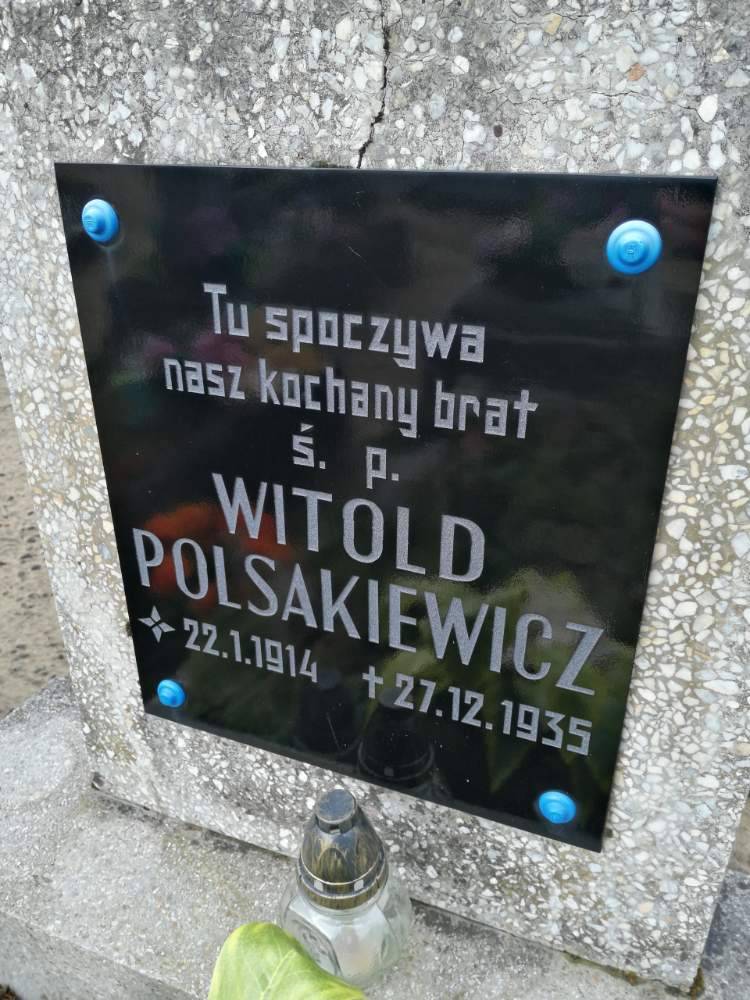 Tu spoczywa
nasz kochany brat
ś. p.
WITOLD
POLSAKIEWICZ
22.1.1914 ✝ 27.12.1935